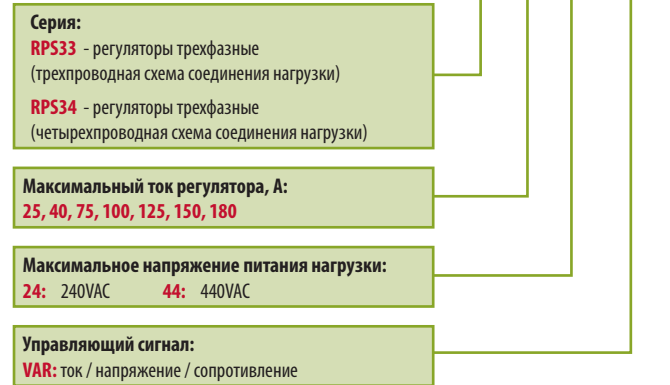 Серия:
RPS33 - регуляторы трехфазные
(трехпроводная схема соединения нагрузки)
RPS34 - регуляторы трехфазные
(четырехпроводная схема соединения нагрузки)
Максимальный ток регулятора, А:
25, 40, 75, 100, 125, 150, 180
Максимальное напряжение питания нагрузки:
24: 240VAC 44: 440VAC
Управляющий сигнал:
VAR: ток / напряжение / сопротивление